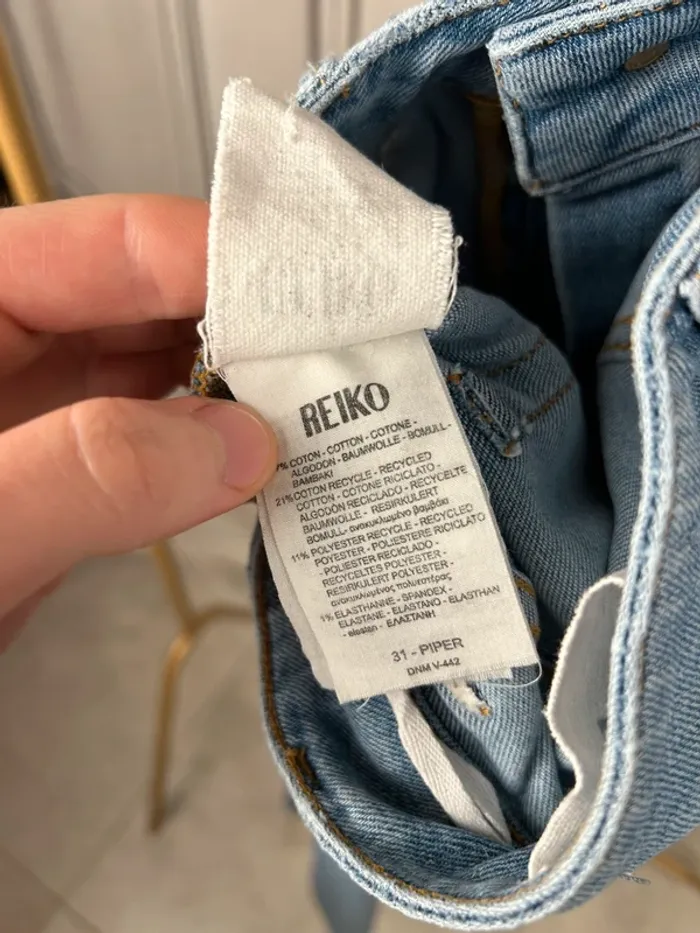 REIKO
% COTON - COTTON - COTONE -
ALGODON - BAUMWOLLE - BOMULL-
BAMBAKI
21% COTON RECYCLE - RECYCLED
COTTON - COTONE RICICLATO -
ALGODÓN RECICLADO - RECYCELTE
BAUMWOLLE - RESIRKULERT
BOMULL- ανακυκλωμένο βαμβάκι
11% POLYESTER RECYCLE - RECYCLED
POYESTER - POLIESTERE RICICLATO
- POLIESTER RECICLADO -
RECYCELTES POLYESTER -
RESIRKULERT POLYESTER -
ανακυκλωμένος πολυεστέρας
1% ELASTHANNE - SPANDEX -
ELASTANE - ELASTANO - ELASTHAN
- elastan - ΕΛΑΣΤΑΝΗ
31 - PIPER
DNM V-442